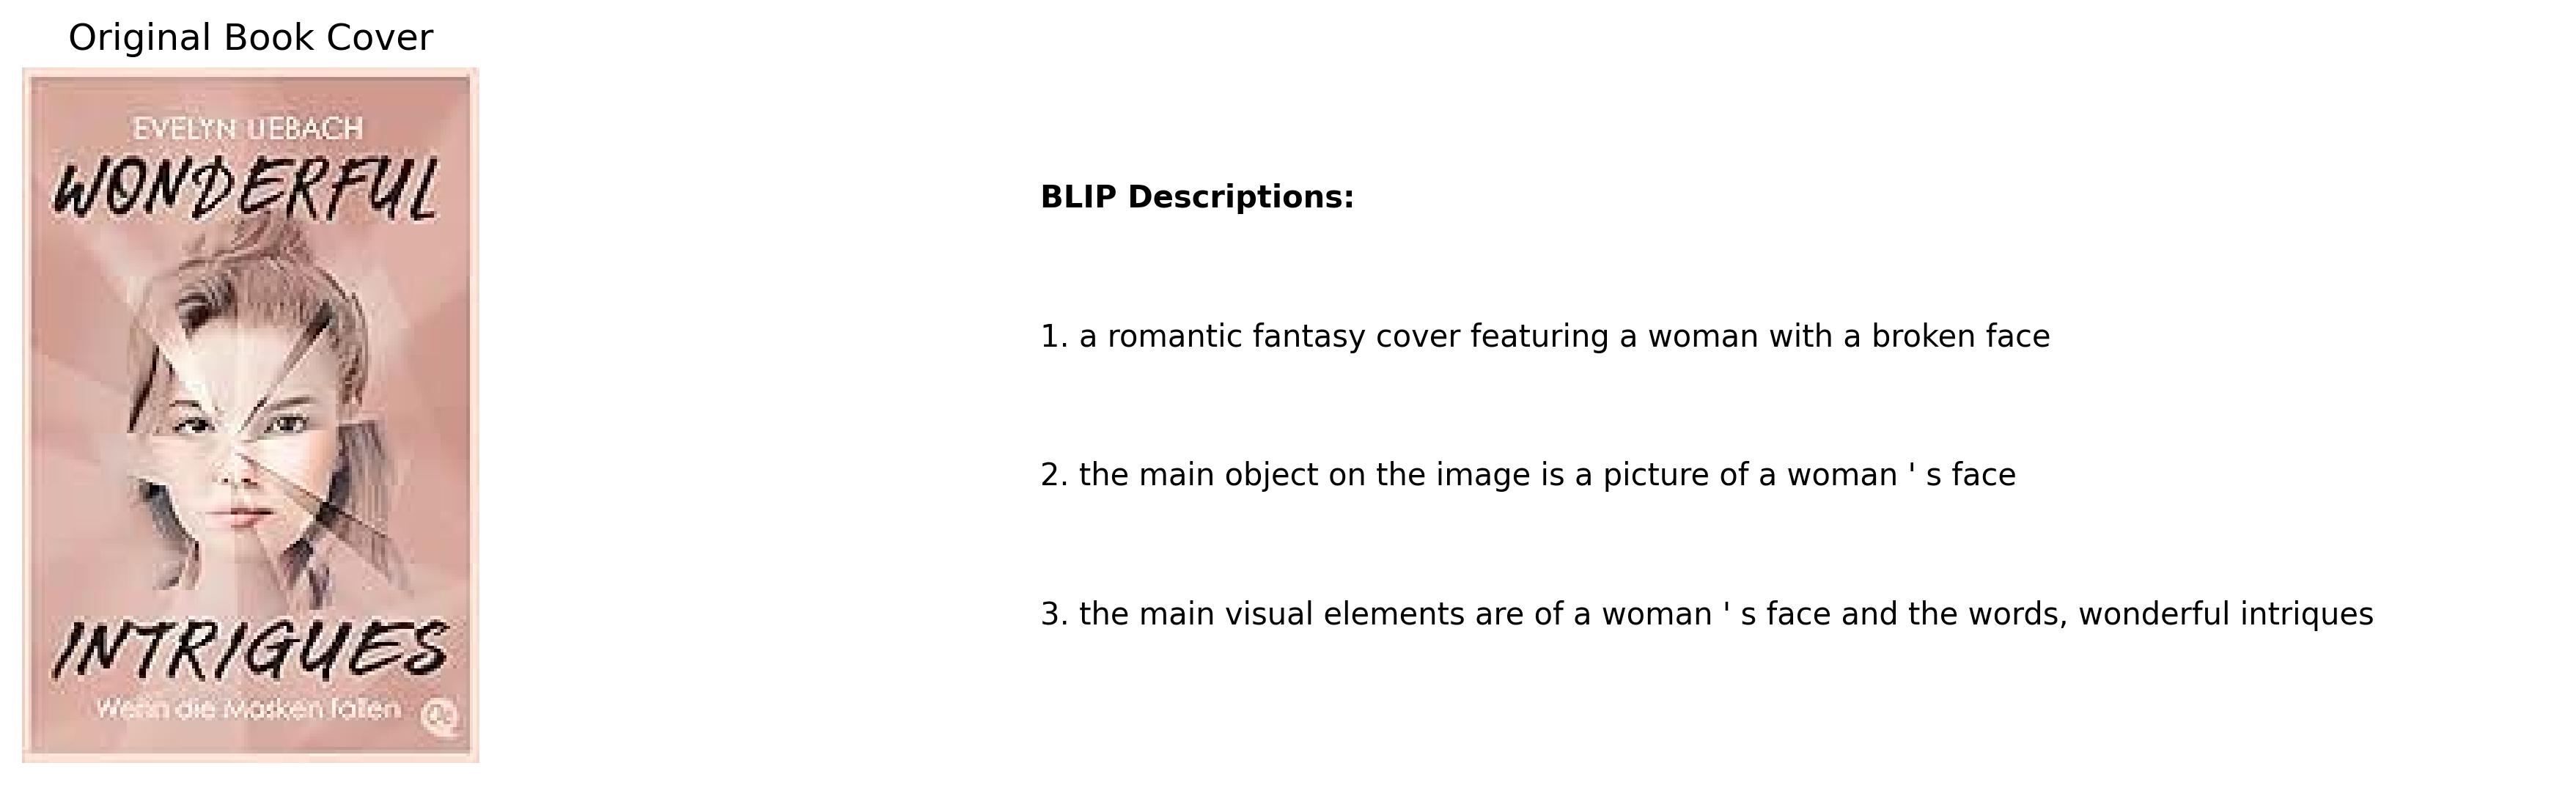 Original Book Cover
EVELYN UEBACH
WONDERFUL
INTRIGUES
Wenn die Masken fallen
BLIP Descriptions:
1. a romantic fantasy cover featuring a woman with a broken face
2. the main object on the image is a picture of a woman ' s face
3. the main visual elements are of a woman ' s face and the words, wonderful intriques